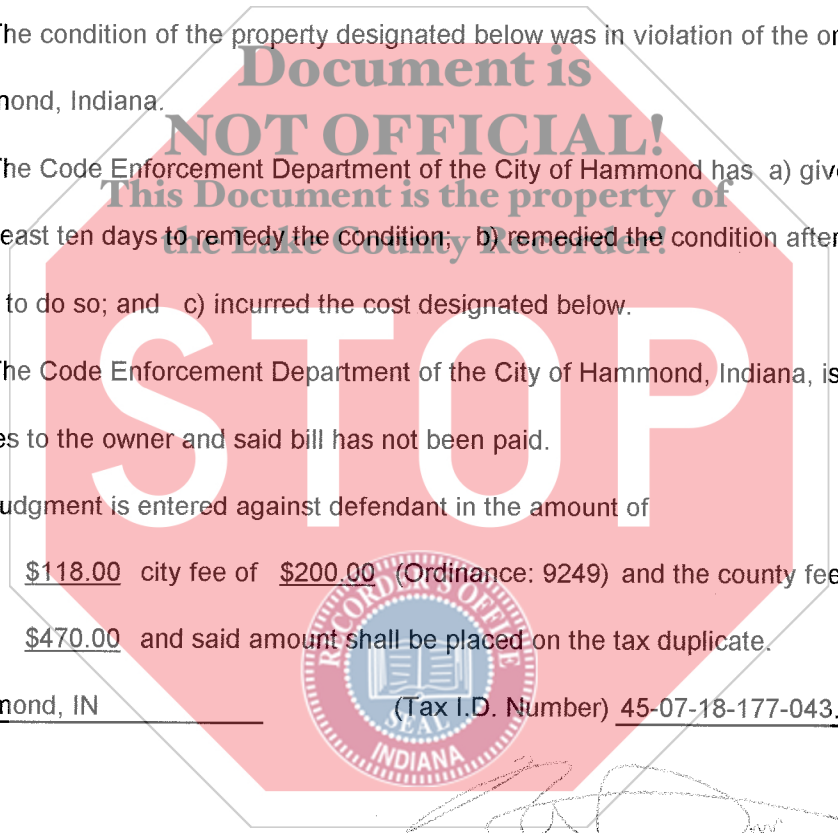 he condition of the property designated below was in violation of the or
Document is
mond, Indiana.
NOT OFFICIAL!
he Code Enforcement Department of the City of Hammond has a) giv
This Document is the property of
east ten days to remedy the condition; b) remedied the condition after
the Lake County Recorder!
to do so; and c) incurred the cost designated below.
STOP
he Code Enforcement Department of the City of Hammond, Indiana, is
es to the owner and said bill has not been paid.
udgment is entered against defendant in the amount of
$118.00 city fee of $200.00 (Ordinance: 9249) and the county fee
$470.00 and said amount shall be placed on the tax duplicate.
RECORDER'S OFFICE
SEAL
INDIANA
mond, IN (Tax I.D. Number) 45-07-18-177-043.